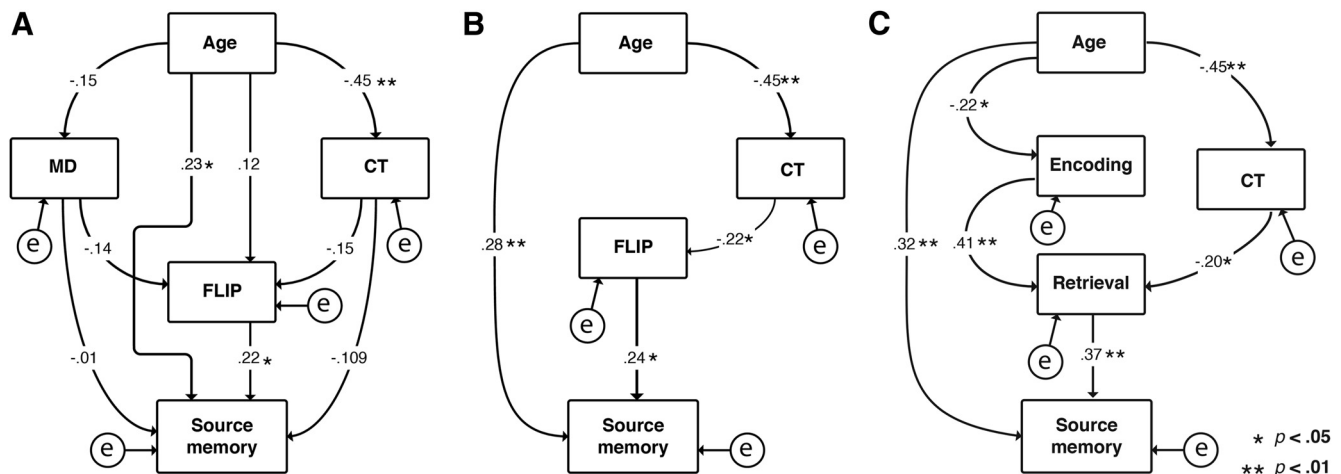 A
Age
-.15
-.45 **
MD
.23*
.12
CT
e
e
-.14
-.15
FLIP
e
-.01
.22 *
-.109
Source
memory
e
B
Age
-.45**
CT
FLIP
.28 **
-.22*
e
e
.24 *
Source
memory
e
C
Age
-.45**
-.22 *
Encoding
CT
e
.32 **
.41 **
-.20*
e
Retrieval
e
.37 **
Source
memory
e
* p < .05
** p < .01